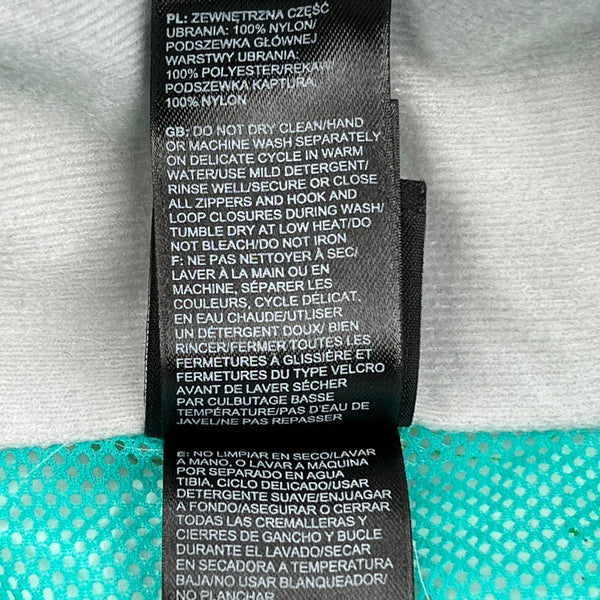 PL: ZEWNĘTRZNA CZĘŚĆ
UBRANIA: 100% NYLON/
PODSZEWKA GŁÓWNEJ
WARSTWY UBRANIA:
100% POLYESTER/REKAW/
PODSZEWKA KAPTURA:
100% NYLON
GB: DO NOT DRY CLEAN/HAND
OR MACHINE WASH SEPARATELY
ON DELICATE CYCLE IN WARM
WATER/USE MILD DETERGENT/
RINSE WELL/SECURE OR CLOSE
ALL ZIPPERS AND HOOK AND
LOOP CLOSURES DURING WASH/
TUMBLE DRY AT LOW HEAT/DO
NOT BLEACH/DO NOT IRON
F: NE PAS NETTOYER À SEC/
LAVER À LA MAIN OU EN
MACHINE, SÉPARER LES
COULEURS, CYCLE DÉLICAT,
EN EAU CHAUDE/UTLISER
UN DÉTERGENT DOUX/ BIEN
RINCER/FERMER TOUTES LES
FERMETURES À GLISSIÈRE ET
FERMETURES DU TYPE VELCRO
AVANT DE LAVER SÉCHER
PAR CULBUTAGE BASSE
TEMPÉRATURE/PAS D'EAU DE
JAVEL/NE PAS REPASSER
E: NO LIMPIAR EN SECO/LAVAR
A MANO, O LAVAR A MÁQUINA
POR SEPARADO EN AGUA
TIBIA, CICLO DELICADO/USAR
DETERGENTE SUAVE/ENJUAGAR
A FONDO/ASEGURAR O CERRAR
TODAS LAS CREMALLERAS Y
CIERRES DE GANCHO Y BUCLE
DURANTE EL LAVADO/SECAR
EN SECADORA A TEMPERATURA
BAJA/NO USAR BLANQUEADOR/
NO PLANCHAR